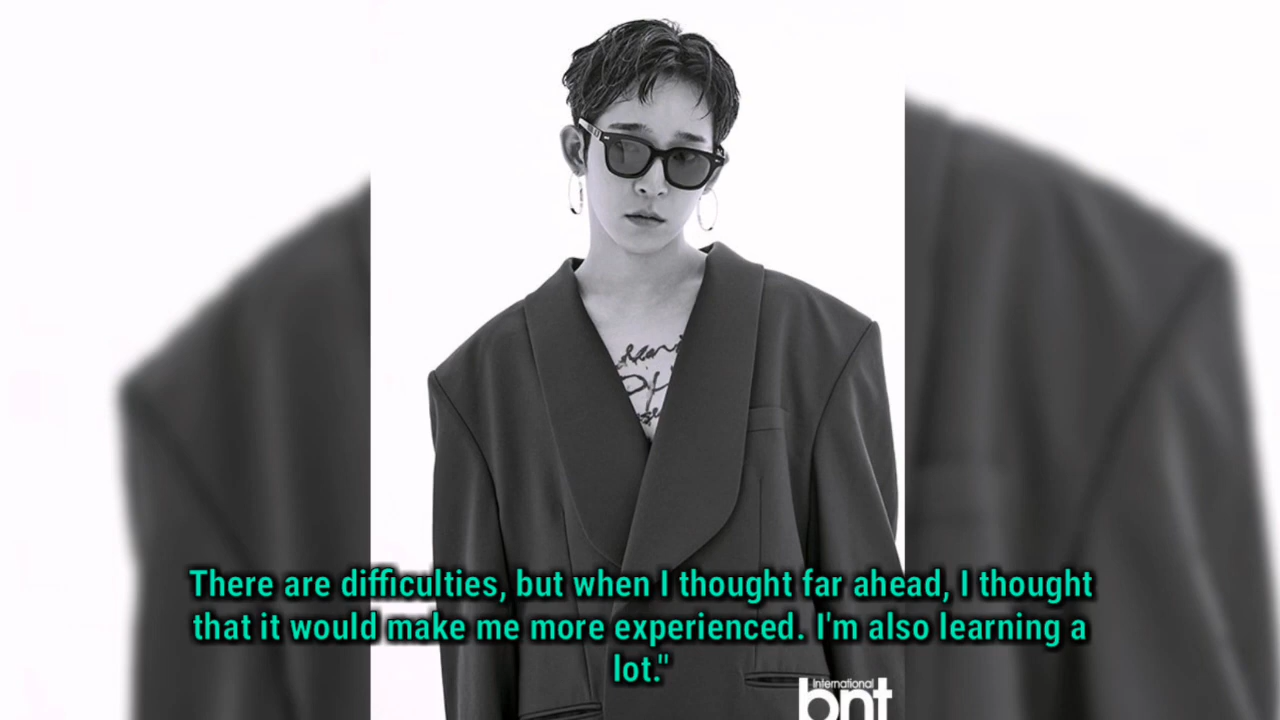 There are difficulties, but when I thought far ahead, I thought
that it would make me more experienced. I'm also learning a
lot."
international
bnt